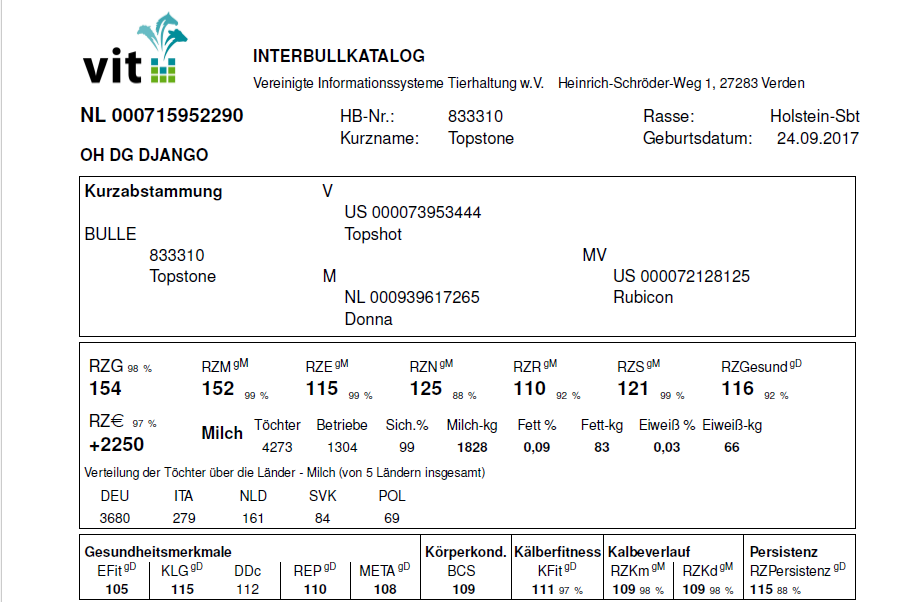 vit
INTERBULLKATALOG
Vereinigte Informationssysteme Tierhaltung w.V. Heinrich-Schröder-Weg 1, 27283 Verden
NL 000715952290 HB-Nr.: 833310 Rasse: Holstein-Sbt
Kurzname: Topstone Geburtsdatum: 24.09.2017
OH DG DJANGO
Kurzabstammung V
US 000073953444
BULLE Topshot
833310 MV
Topstone M US 000072128125
NL 000939617265 Rubicon
Donna
RZG 98 % RZM gM RZE gM RZN gM RZR gM RZS gM RZGesund gD
154 152 99 % 115 99 % 125 88 % 110 92 % 121 99 % 116 92 %
RZ€ 97 % Milch Töchter Betriebe Sich.% Milch-kg Fett % Fett-kg Eiweiß % Eiweiß-kg
+2250 4273 1304 99 1828 0,09 83 0,03 66
Verteilung der Töchter über die Länder - Milch (von 5 Ländern insgesamt)
DEU ITA NLD SVK POL
3680 279 161 84 69
Gesundheitsmerkmale Körperkond. Kälberfitness Kalbeverlauf Persistenz
EFit gD KLG gD DDc REP gD META gD BCS KFit gD RZKm gM RZKd gM RZPersistenz gD
105 115 112 110 108 109 111 97 % 109 98 % 109 98 % 115 88 %